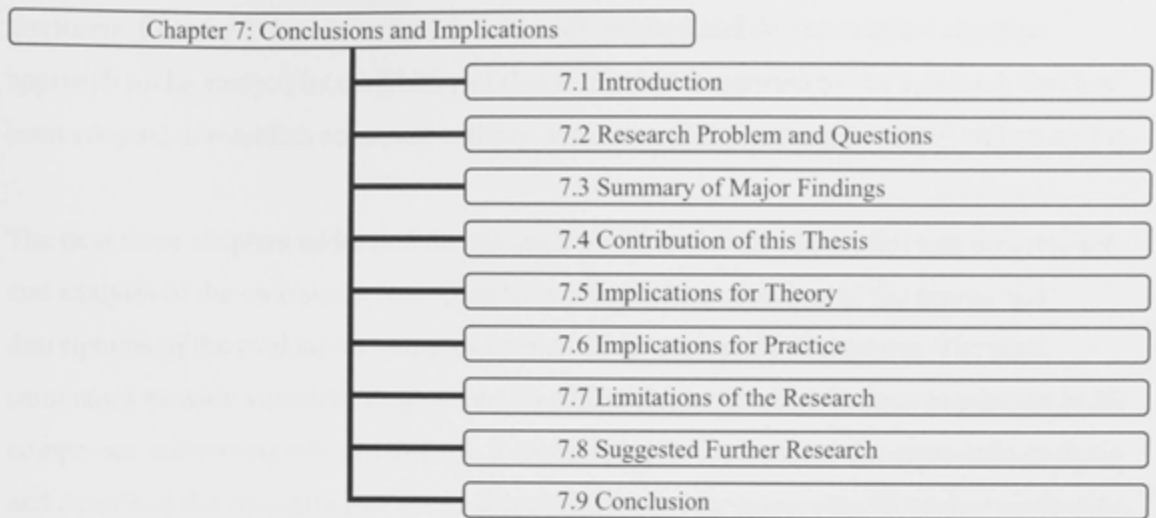 Chapter 7: Conclusions and Implications
7.1 Introduction
7.2 Research Problem and Questions
7.3 Summary of Major Findings
7.4 Contribution of this Thesis
7.5 Implications for Theory
7.6 Implications for Practice
7.7 Limitations of the Research
7.8 Suggested Further Research
7.9 Conclusion